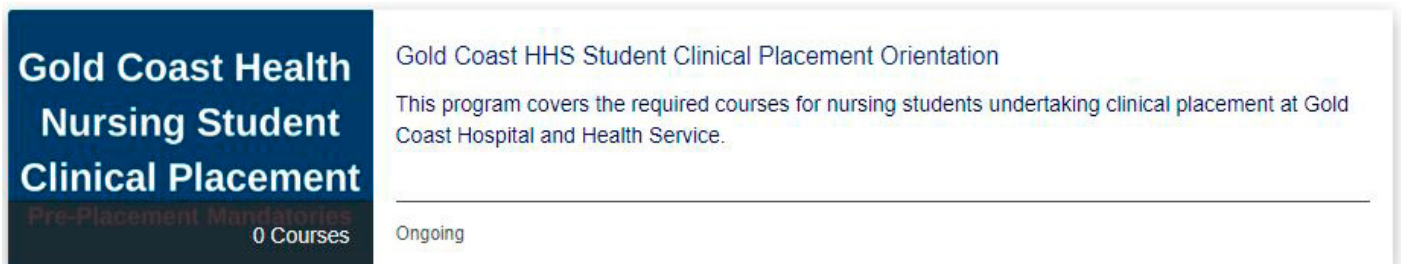 Gold Coast Health
Nursing Student
Clinical Placement
Pre-Placement Mandatories
0 Courses
Gold Coast HHS Student Clinical Placement Orientation
This program covers the required courses for nursing students undertaking clinical placement at Gold
Coast Hospital and Health Service.
Ongoing